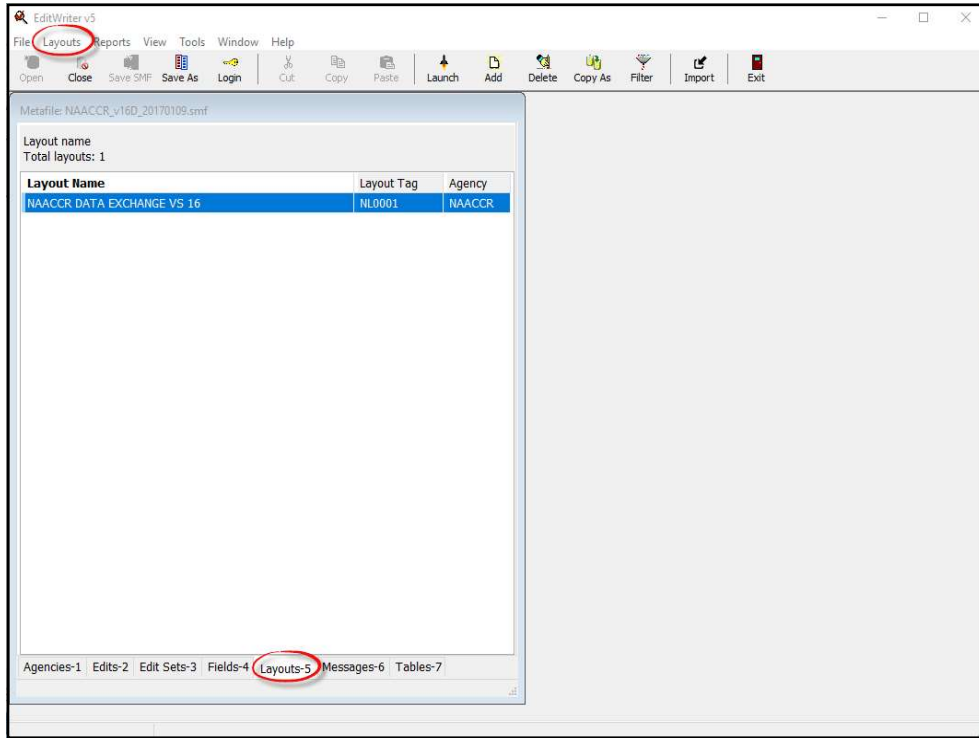 EditWriter v5
File Layouts Reports View Tools Window Help
Open Close Save SMF Save As Login Cut Copy Paste Launch Add Delete Copy As Filter Import Exit
Metafile: NAACCR_v16D_20170109.smf
Layout name
Total layouts: 1
Layout Name Layout Tag Agency
NAACCR DATA EXCHANGE VS 16 NL0001 NAACCR
Agencies-1 Edits-2 Edit Sets-3 Fields-4 Layouts-5 Messages-6 Tables-7